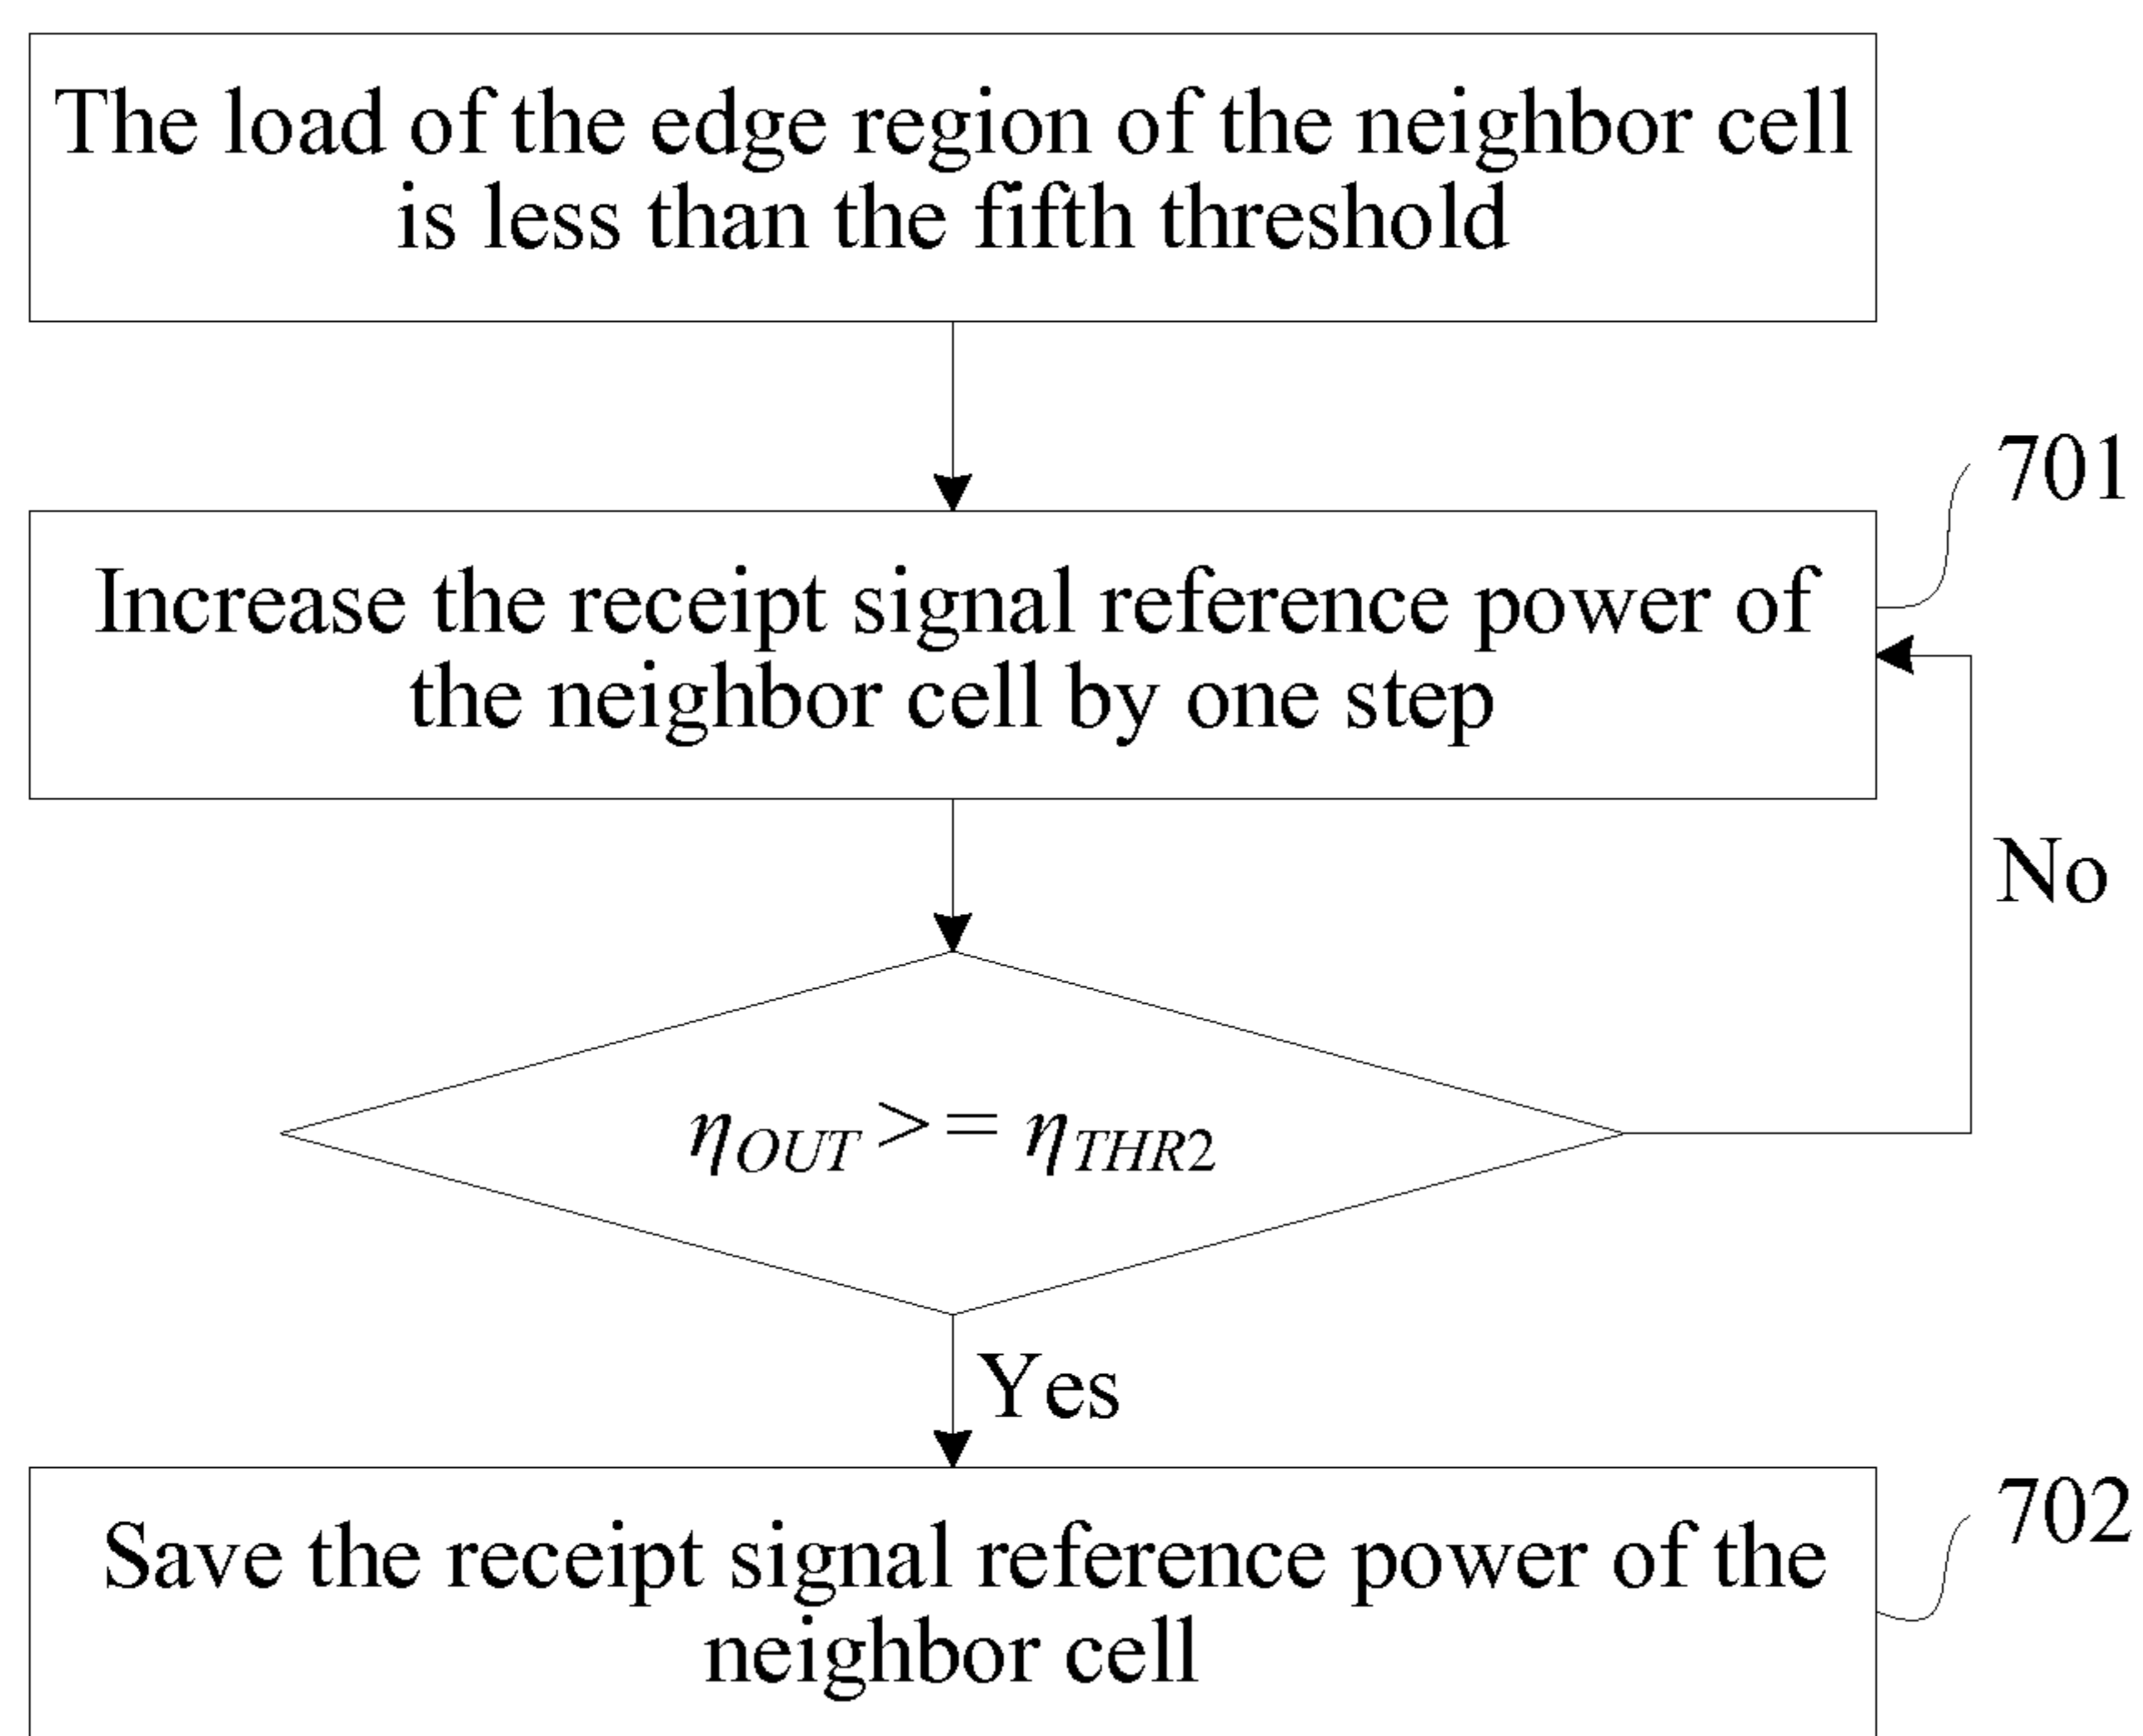 The load of the edge region of the neighbor cell
is less than the fifth threshold
701
Increase the receipt signal reference power of
the neighbor cell by one step
No
η_OUT >= η_THR2
Yes
702
Save the receipt signal reference power of the
neighbor cell